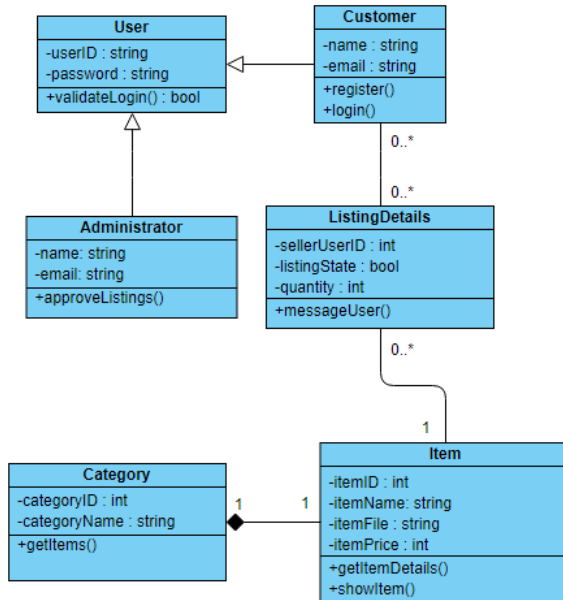 User
-userID : string
-password : string
+validateLogin() : bool
Customer
-name : string
-email : string
+register()
+login()
0..*
0..*
Administrator
-name: string
-email: string
+approveListings()
ListingDetails
-sellerUserID : int
-listingState : bool
-quantity : int
+messageUser()
0..*
1
Category
-categoryID : int
-categoryName : string
+getItems()
1
1
Item
-itemID : int
-itemName: string
-itemFile : string
-itemPrice : int
+getItemDetails()
+showItem()